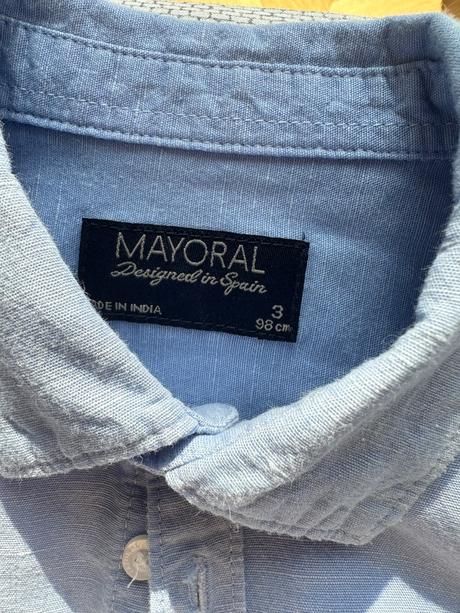 MAYORAL
Designed in Spain
DE IN INDIA
3
98 cm